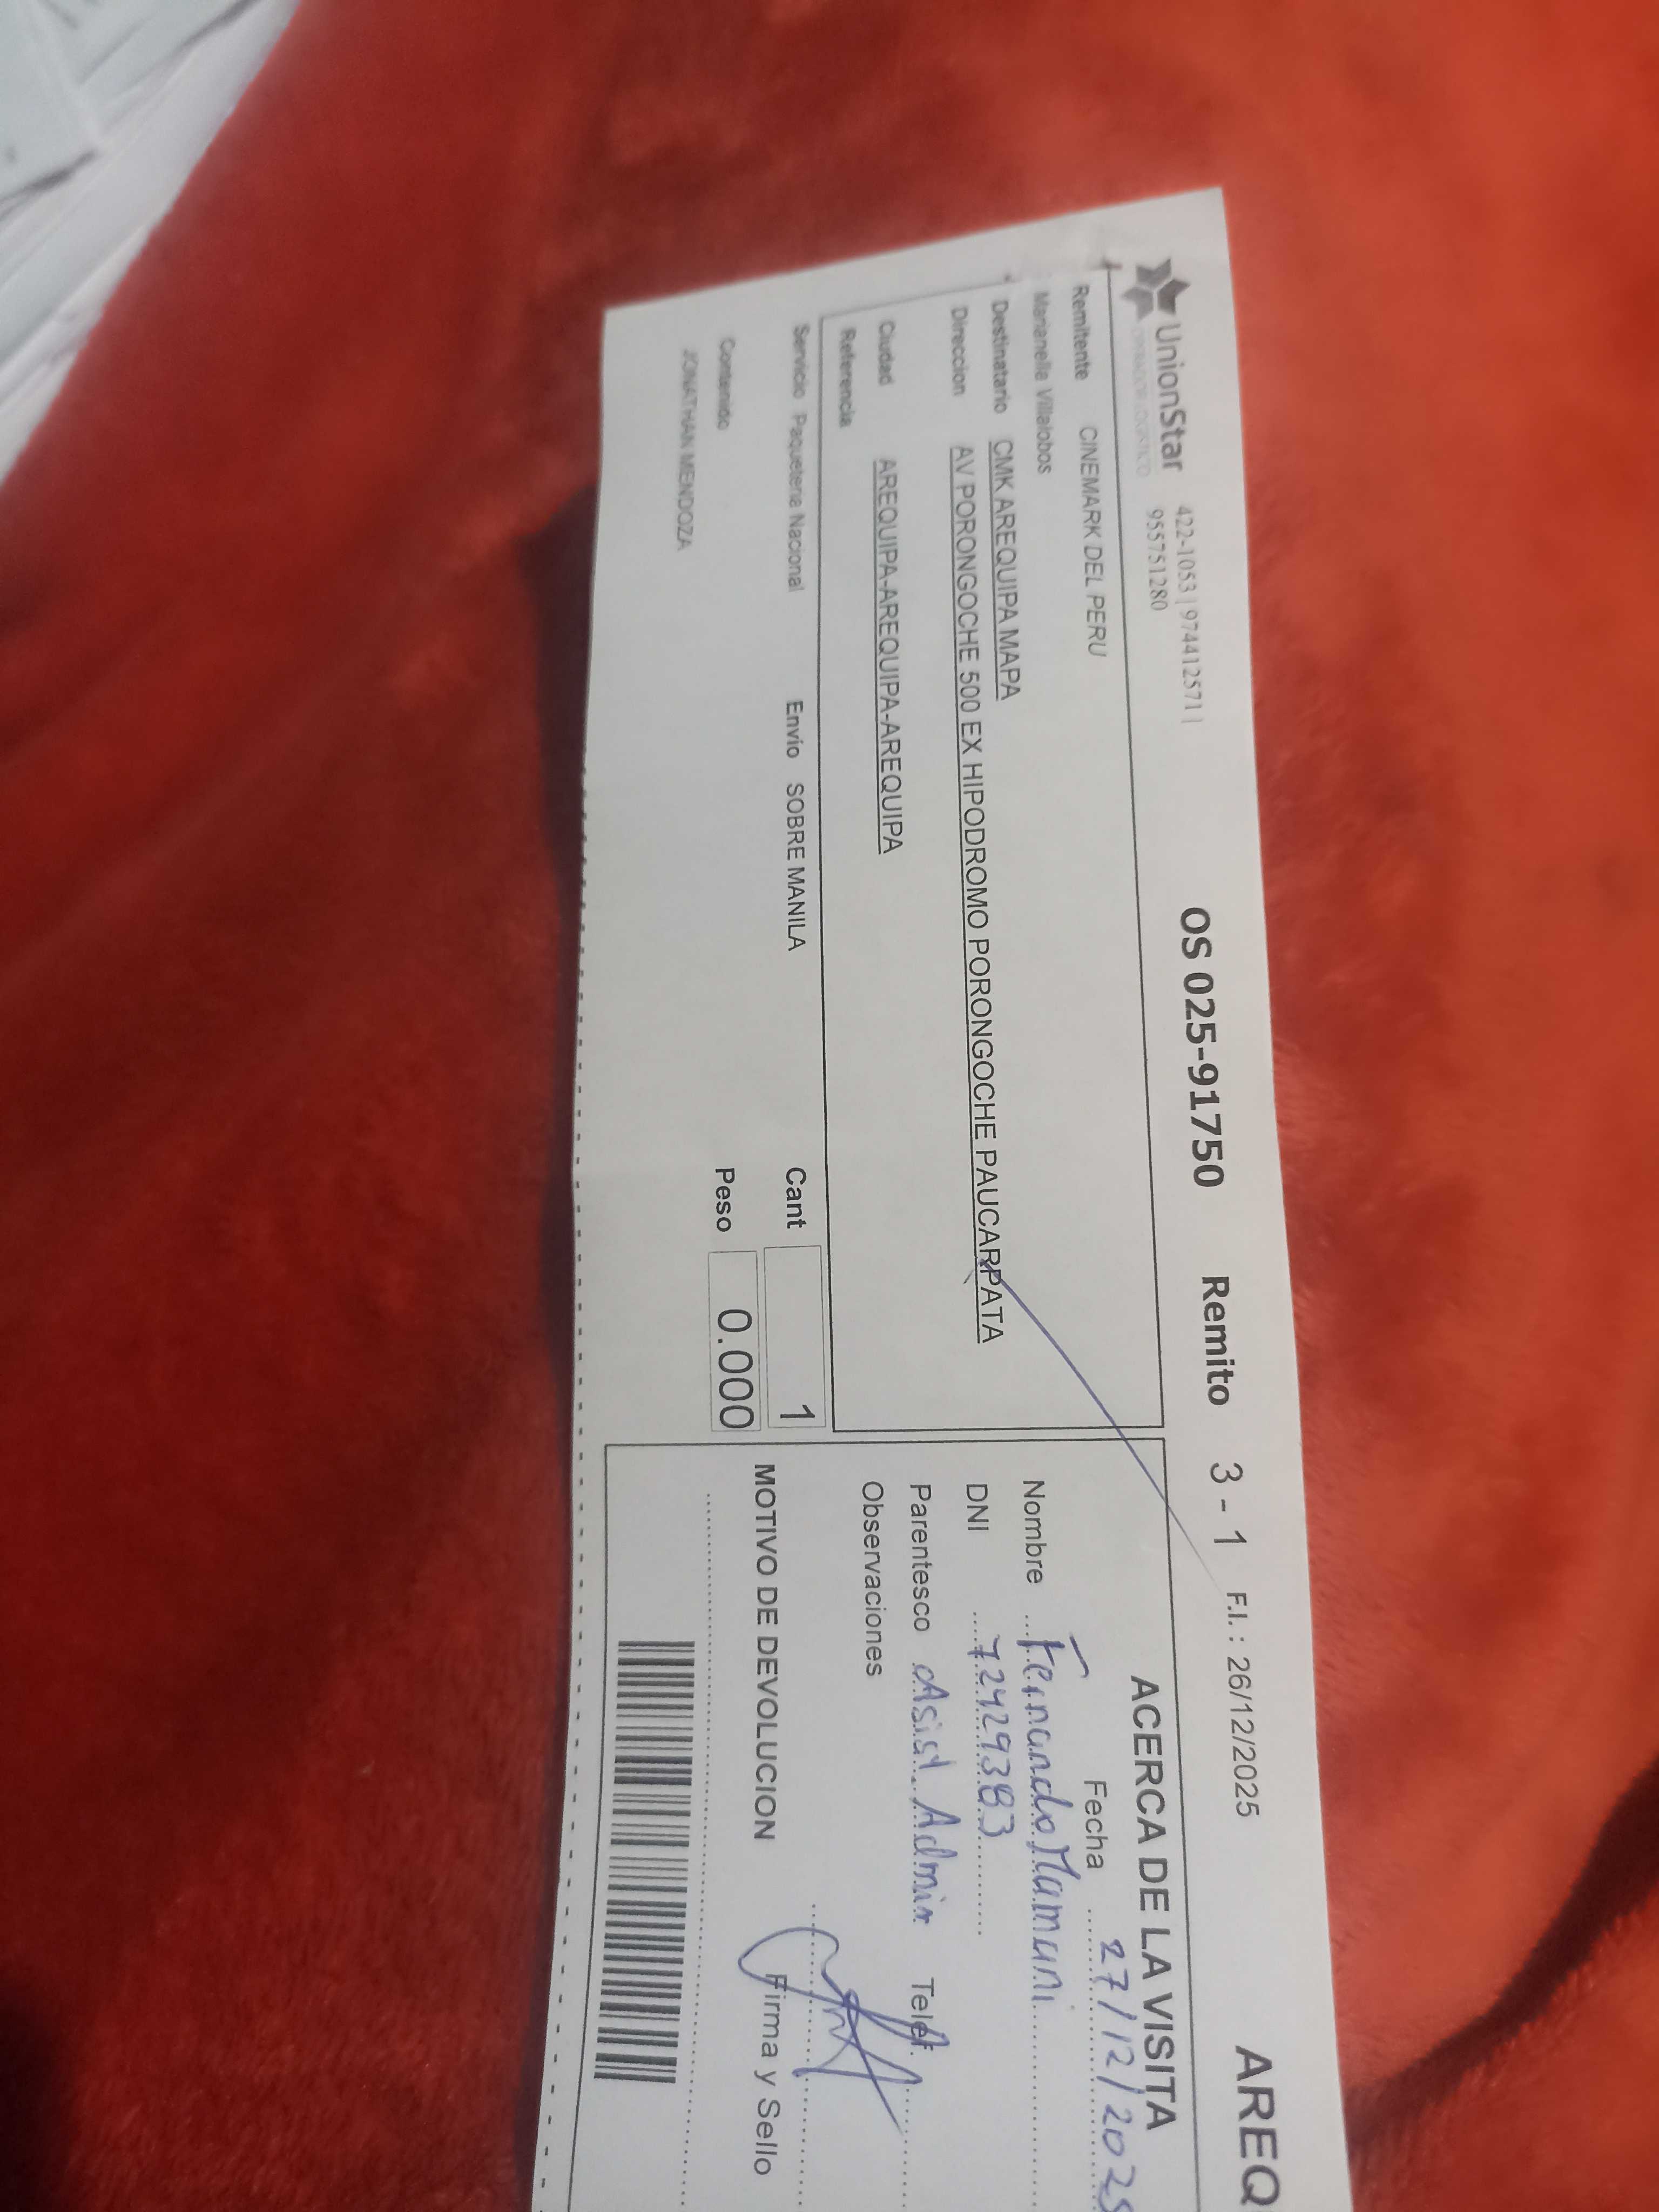 UnionStar
OPERADOR LOGISTICO
422-1053 | 974412571 |
955751280
OS 025-91750 Remito 3 - 1 F.I. : 26/12/2025 AREQ
Remitente CINEMARK DEL PERU
Marianella Villalobos
Destinatario CMK AREQUIPA MAPA
Direccion AV PORONGOCHE 500 EX HIPODROMO PORONGOCHE PAUCARPATA
Ciudad AREQUIPA-AREQUIPA-AREQUIPA
Referencia
Servicio Paqueteria Nacional Envío SOBRE MANILA Cant 1
Contenido Peso 0.000
JONATHAN MENDOZA
ACERCA DE LA VISITA
Fecha 27/12/2025
Nombre Fernando Mamani
DNI 72429383
Parentesco Asist. Admin Telef.
Observaciones
MOTIVO DE DEVOLUCION Firma y Sello